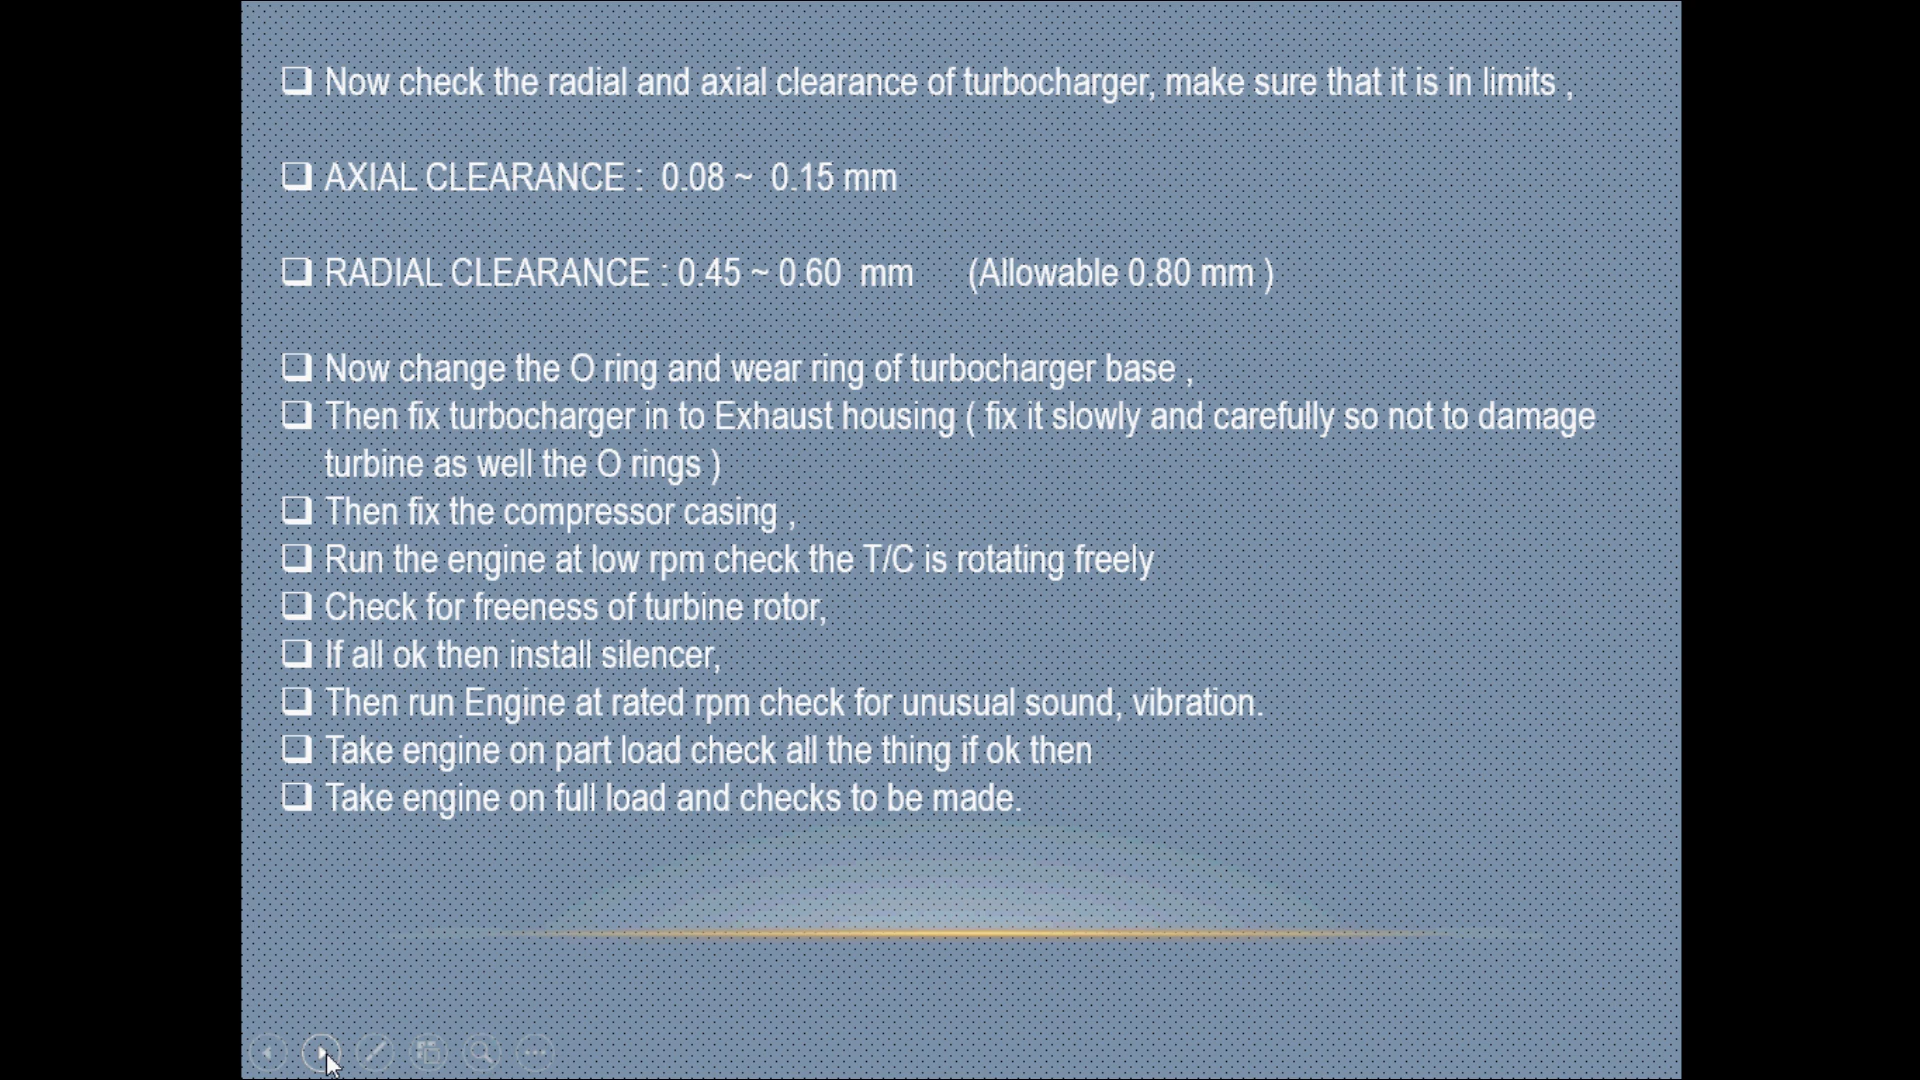 Now check the radial and axial clearance of turbocharger, make sure that it is in limits ,
AXIAL CLEARANCE :  0.08 ~  0.15 mm
RADIAL CLEARANCE : 0.45 ~ 0.60  mm      (Allowable 0.80 mm )
Now change the O ring and wear ring of turbocharger base ,
Then fix turbocharger in to Exhaust housing ( fix it slowly and carefully so not to damage
turbine as well the O rings )
Then fix the compressor casing ,
Run the engine at low rpm check the T/C is rotating freely
Check for freeness of turbine rotor,
If all ok then install silencer,
Then run Engine at rated rpm check for unusual sound, vibration.
Take engine on part load check all the thing if ok then
Take engine on full load and checks to be made.